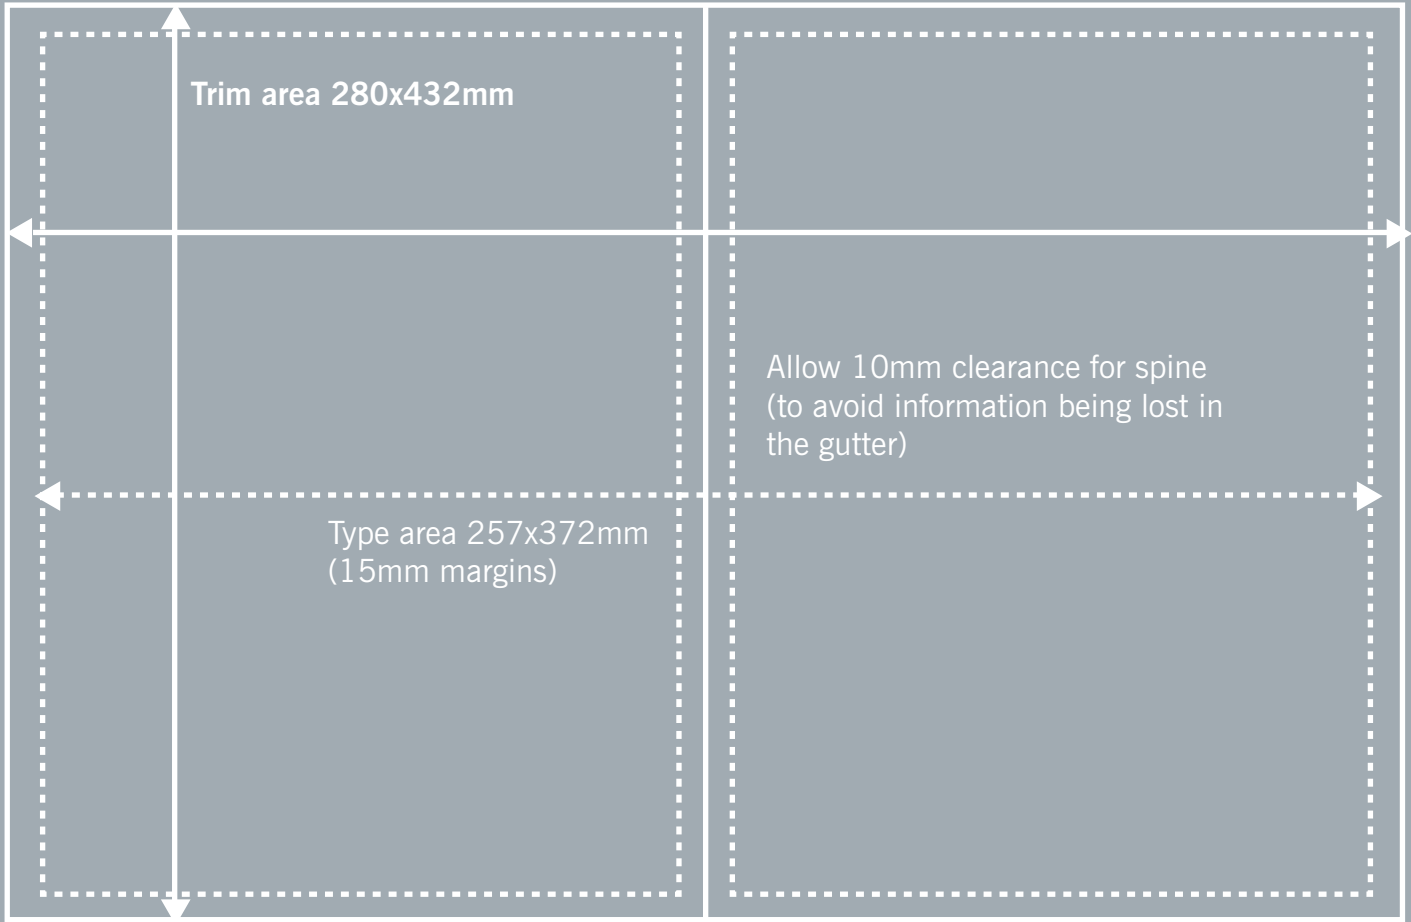 Trim area 280x432mm
Allow 10mm clearance for spine
(to avoid information being lost in
the gutter)
Type area 257x372mm
(15mm margins)